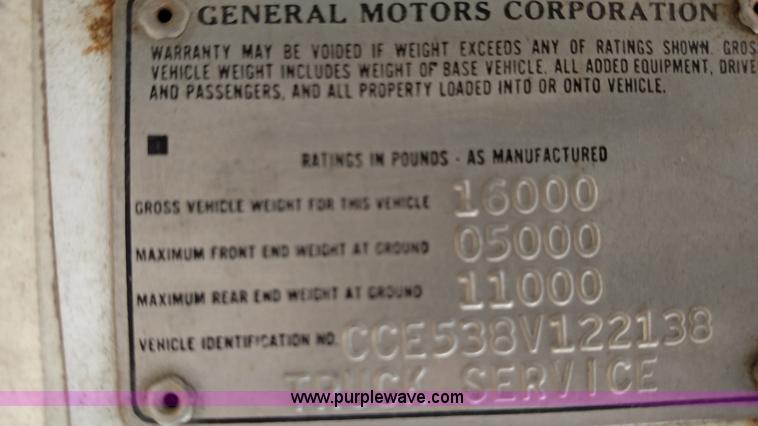 GENERAL MOTORS CORPORATION
WARRANTY MAY BE VOIDED IF WEIGHT EXCEEDS ANY OF RATINGS SHOWN. GROS
VEHICLE WEIGHT INCLUDES WEIGHT OF BASE VEHICLE, ALL ADDED EQUIPMENT, DRIVE
AND PASSENGERS, AND ALL PROPERTY LOADED INTO OR ONTO VEHICLE.
RATINGS IN POUNDS - AS MANUFACTURED
GROSS VEHICLE WEIGHT FOR THIS VEHICLE 16000
MAXIMUM FRONT END WEIGHT AT GROUND 05000
MAXIMUM REAR END WEIGHT AT GROUND 11000
VEHICLE IDENTIFICATION NO. CCE538V122138
TRUCK SERVICE
www.purplewave.com